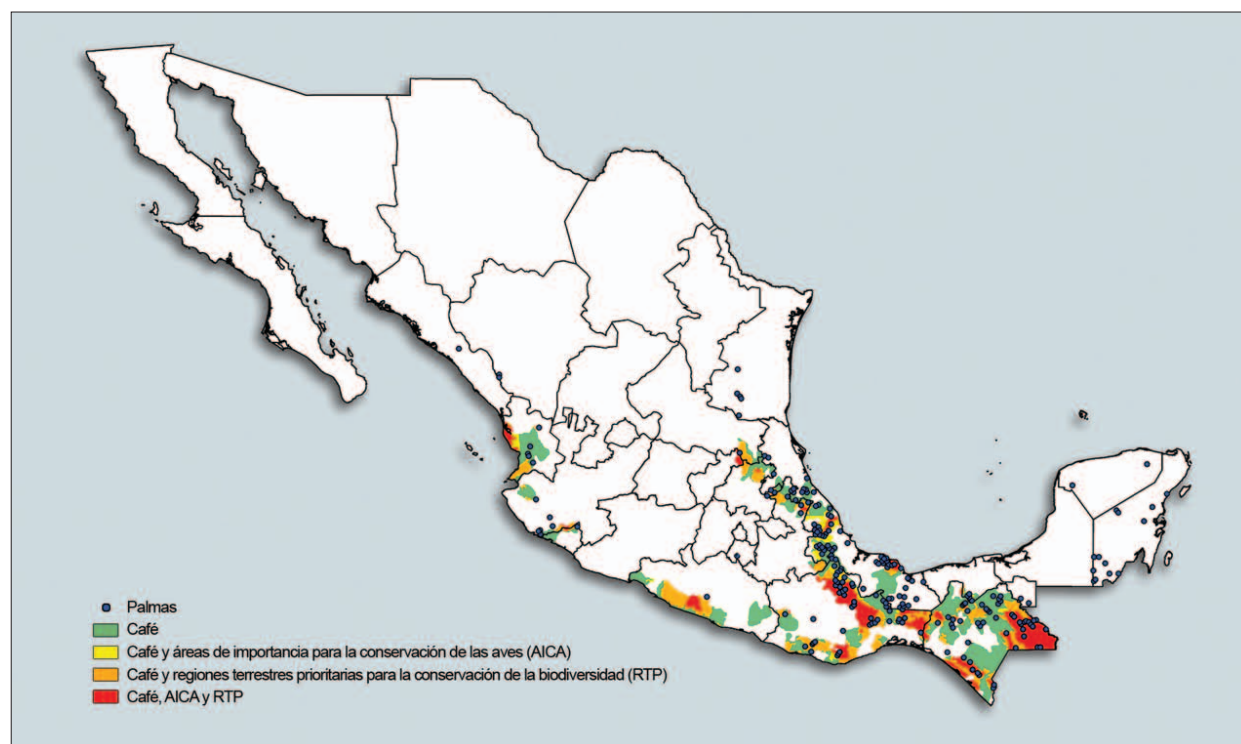 Palmas
Café
Café y áreas de importancia para la conservación de las aves (AICA)
Café y regiones terrestres prioritarias para la conservación de la biodiversidad (RTP)
Café, AICA y RTP